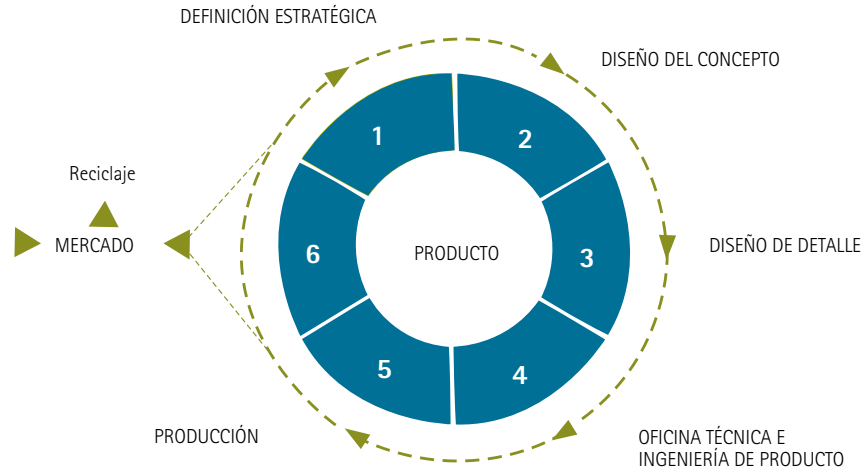 DEFINICIÓN ESTRATÉGICA
DISEÑO DEL CONCEPTO
1
2
Reciclaje
MERCADO
6
PRODUCTO
3
DISEÑO DE DETALLE
5
4
PRODUCCIÓN
OFICINA TÉCNICA E
INGENIERÍA DE PRODUCTO